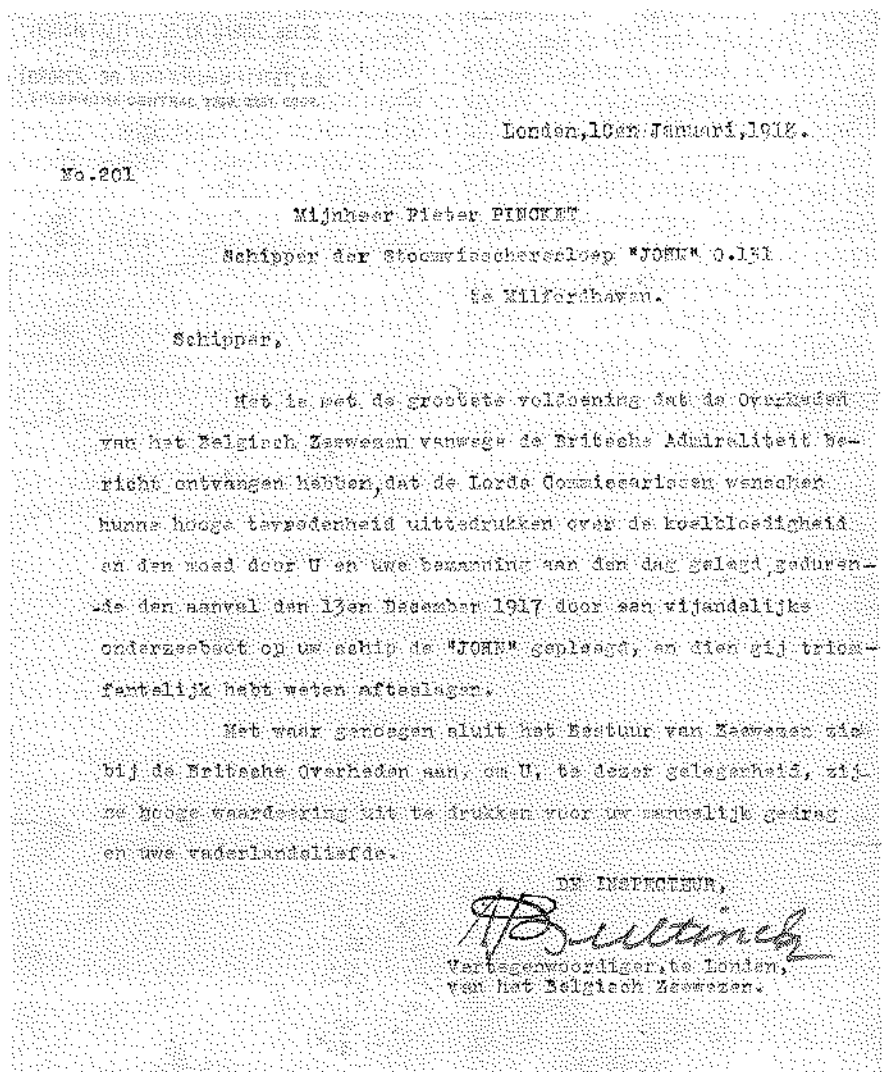 Londen,10en Januari,1918.
No.201
Mijnheer Pieter PINCKET
Schipper der Stoomvisscherssloep "JOHN" O.131
te Milfordhaven.
Schipper,
Het is met de grootste voldoening dat de Overheden
van het Belgisch Zeewezen vanwege de Britsche Admiraliteit be-
richt ontvangen hebben,dat de Lords Commissarissen wenschen
hunne hooge tevredenheid uittedrukken over de koelbloedigheid
en den moed door U en uwe bemanning aan den dag gelegd,geduren-
-de den aanval den 13en December 1917 door een vijandelijke
onderzeeboot op uw schip de "JOHN" gepleegd, en dien gij triom-
fantelijk hebt weten afteslagen.
Met waar genoegen sluit het Bestuur van Zeewezen zie
bij de Britsche Overheden aan, om U, te dezer gelegenheid, zij-
ne hooge waardeering uit te drukken voor uw mannelijk gedrag
en uwe vaderlandsliefde.
DE INSPECTEUR,
Bultinck
Vertegenwoordiger,te Londen,
van het Belgisch Zeewezen.